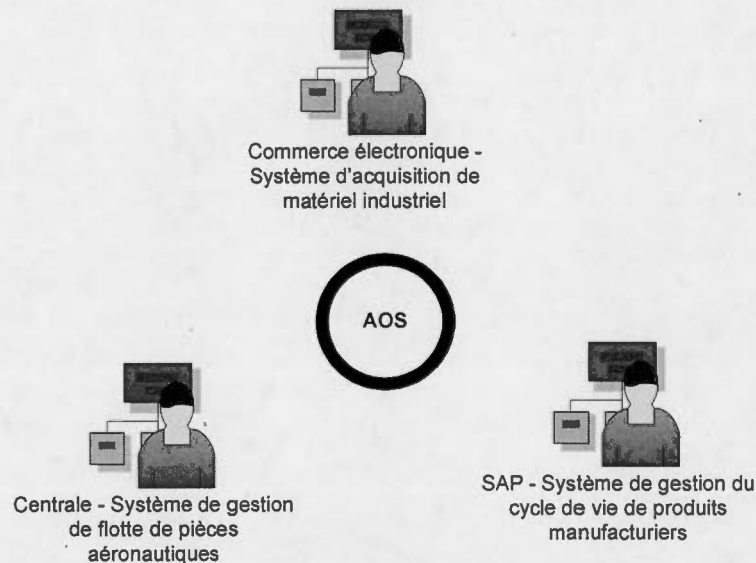 Commerce électronique -
Système d'acquisition de
matériel industriel
AOS
Centrale - Système de gestion
de flotte de pièces
aéronautiques
SAP - Système de gestion du
cycle de vie de produits
manufacturiers